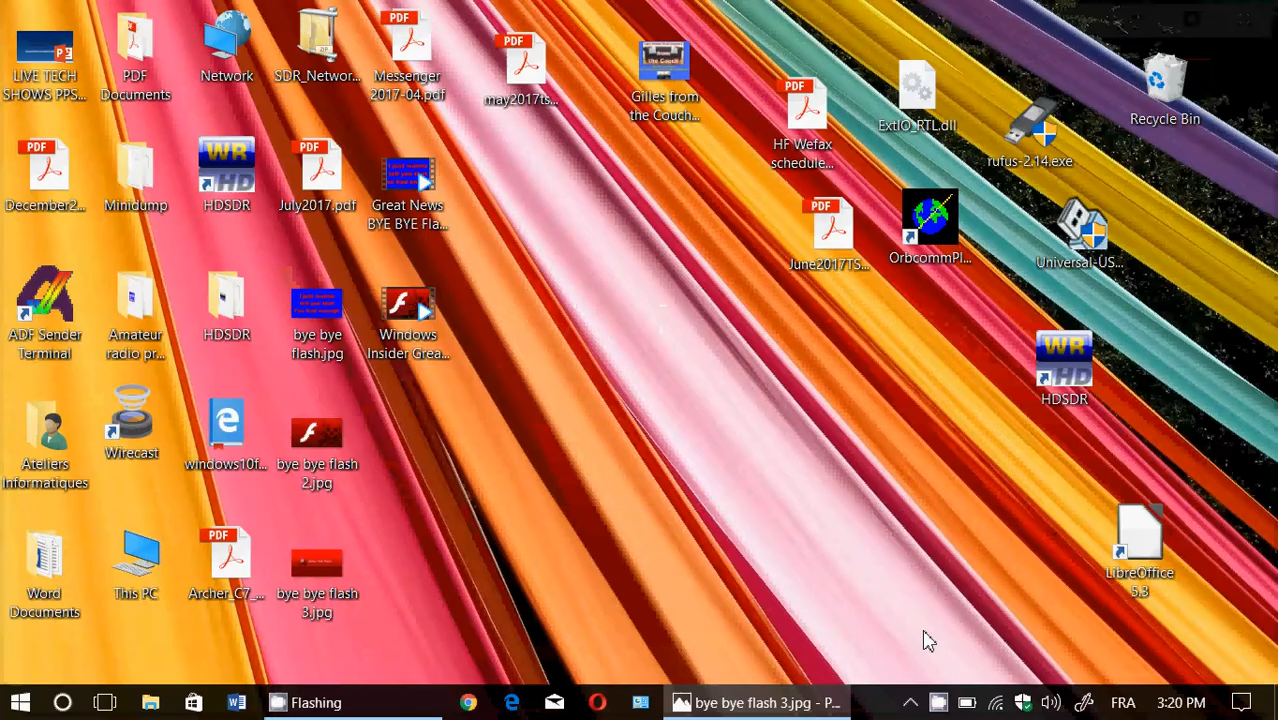 LIVE TECH
SHOWS PPS...
PDF
Documents
Network
SDR_Networ...
ZIP
PDF
Messenger
2017-04.pdf
PDF
may2017ts...
Gilles from
the Couch...
PDF
HF Wefax
schedule...
ExtIO_RTL.dll
rufus-2.14.exe
Recycle Bin
PDF
December2...
Minidump
WR
HD
HDSDR
PDF
July2017.pdf
Great News
BYE BYE Fla...
PDF
June2017TS...
OrbcommPl...
Universal-US...
ADF Sender
Terminal
Amateur
radio pr...
HDSDR
bye bye
flash.jpg
Windows
Insider Grea...
WR
HD
HDSDR
Ateliers
informatiques
Wirecast
windows10f...
bye bye flash
2.jpg
LibreOffice
5.3
Word
Documents
This PC
PDF
Archer_C7_...
bye bye flash
3.jpg
Flashing
bye bye flash 3.jpg - P...
FRA
3:20 PM